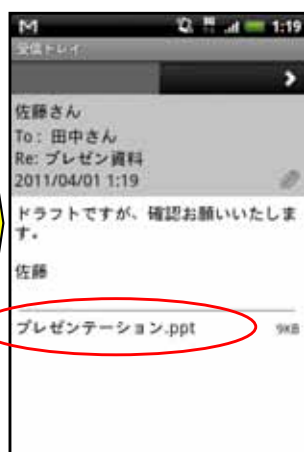 1:19
受信トレイ
佐藤さん
To: 田中さん
Re: プレゼン資料
2011/04/01 1:19
ドラフトですが、確認お願いいたしま
す。
佐藤
プレゼンテーション.ppt 9KB